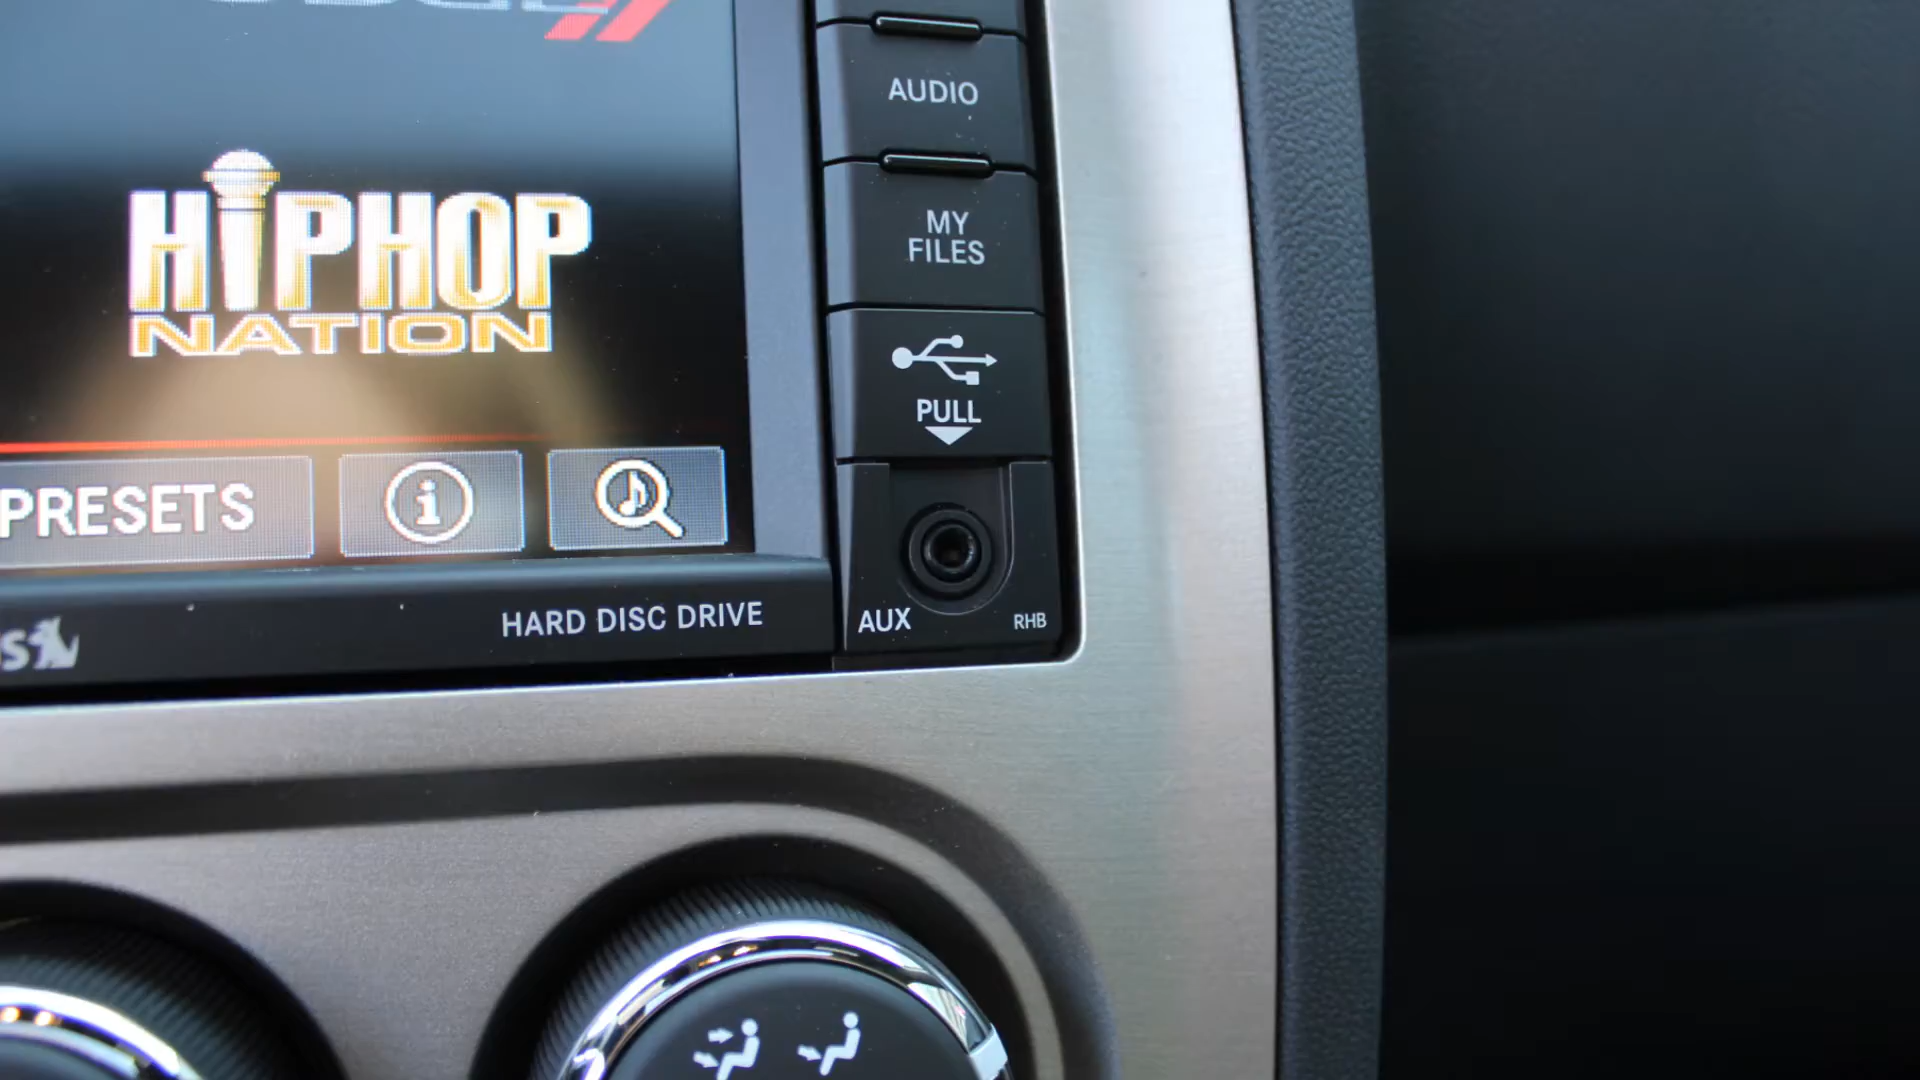 AUDIO
MY
FILES
HIPHOP
NATION
PULL
PRESETS
i
HARD DISC DRIVE
AUX
RHB